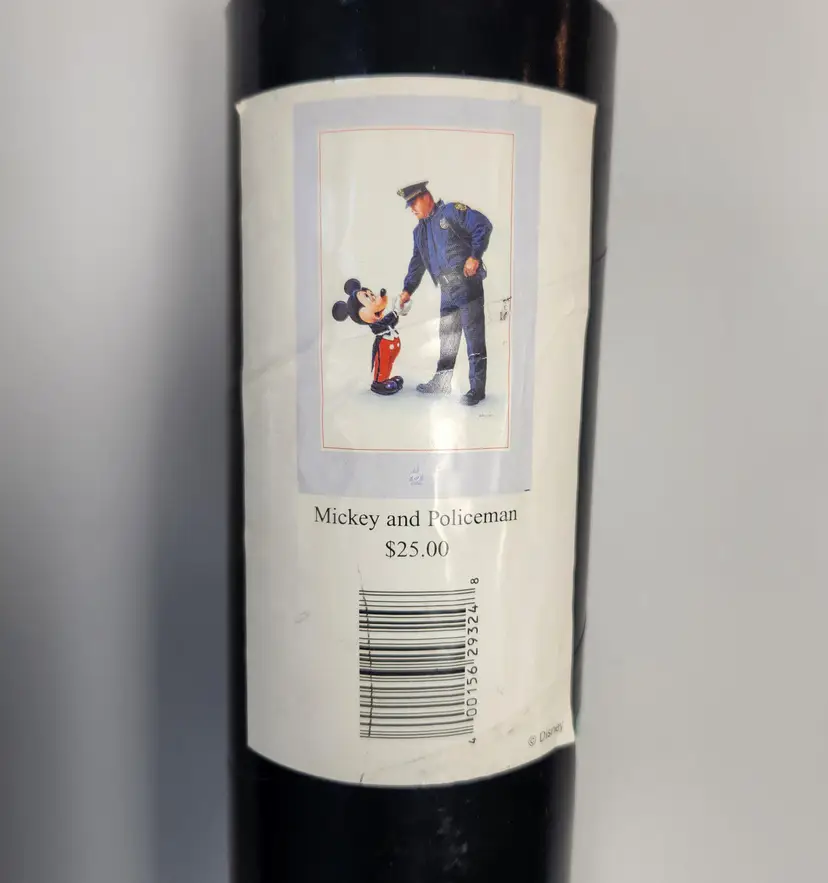 Mickey and Policeman
$25.00
4 00156 29324 8
© Disney